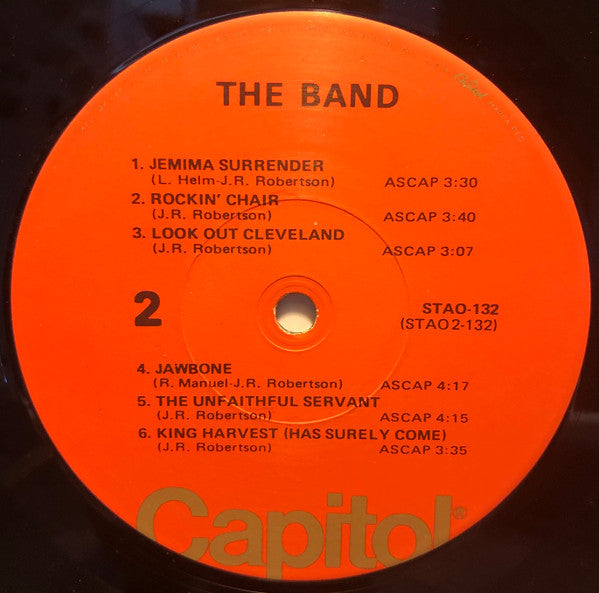 THE BAND
1. JEMIMA SURRENDER
(L. Helm-J.R. Robertson) ASCAP 3:30
2. ROCKIN' CHAIR
(J.R. Robertson) ASCAP 3:40
3. LOOK OUT CLEVELAND
(J.R. Robertson) ASCAP 3:07
2 STAO-132
(STAO 2-132)
4. JAWBONE
(R. Manuel-J.R. Robertson) ASCAP 4:17
5. THE UNFAITHFUL SERVANT
(J.R. Robertson) ASCAP 4:15
6. KING HARVEST (HAS SURELY COME)
(J.R. Robertson) ASCAP 3:35
Capitol®